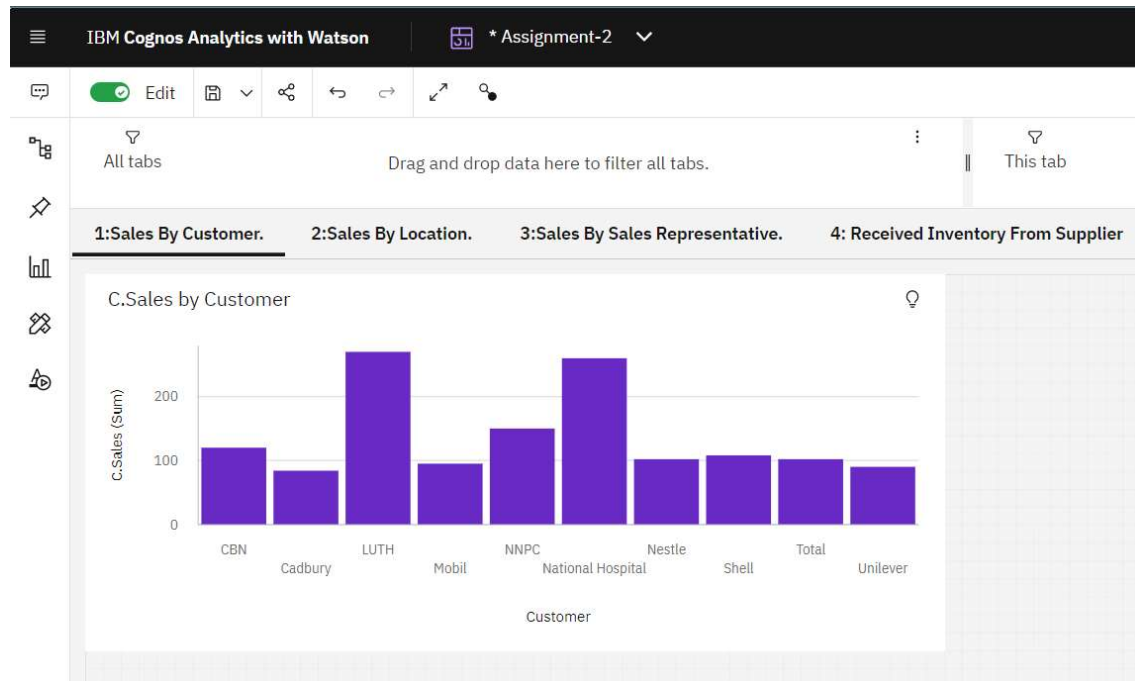 IBM Cognos Analytics with Watson * Assignment-2
Edit
All tabs Drag and drop data here to filter all tabs. This tab
1:Sales By Customer. 2:Sales By Location. 3:Sales By Sales Representative. 4: Received Inventory From Supplier
C.Sales by Customer
C.Sales (Sum)
200
100
0
CBN LUTH NNPC Nestle Total
Cadbury Mobil National Hospital Shell Unilever
Customer